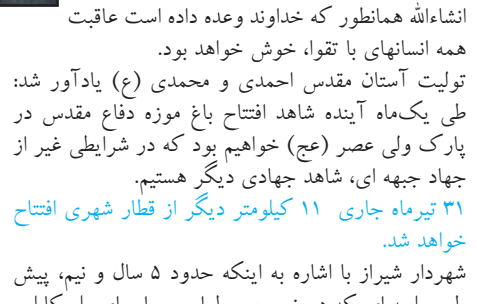 انشاءالله همانطور که خداوند وعده داده است عاقبت
همه انسانهای با تقوا، خوش خواهد بود.
تولیت آستان مقدس احمدی و محمدی (ع) یادآور شد:
طی یک‌ماه آینده شاهد افتتاح باغ موزه دفاع مقدس در
پارک ولی عصر (عج) خواهیم بود که در شرایطی غیر از
جهاد جبهه ای، شاهد جهادی دیگر هستیم.
۳۱ تیرماه جاری ۱۱ کیلومتر دیگر از قطار شهری افتتاح
خواهد شد.
شهردار شیراز با اشاره به اینکه حدود ۵ سال و نیم، پیش